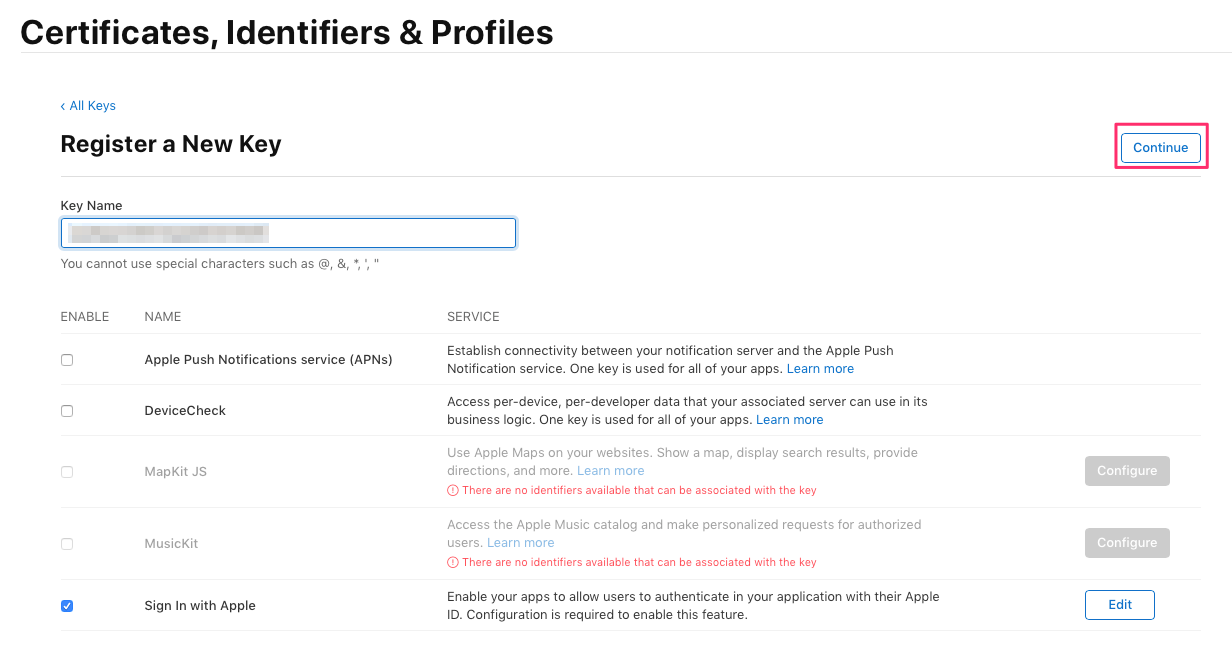 Certificates, Identifiers & Profiles
‹ All Keys
Register a New Key
Continue
Key Name
You cannot use special characters such as @, &, *, ', "
ENABLE NAME SERVICE
Apple Push Notifications service (APNs)
Establish connectivity between your notification server and the Apple Push
Notification service. One key is used for all of your apps. Learn more
DeviceCheck
Access per-device, per-developer data that your associated server can use in its
business logic. One key is used for all of your apps. Learn more
MapKit JS
Use Apple Maps on your websites. Show a map, display search results, provide
directions, and more. Learn more
There are no identifiers available that can be associated with the key
Configure
MusicKit
Access the Apple Music catalog and make personalized requests for authorized
users. Learn more
There are no identifiers available that can be associated with the key
Configure
Sign In with Apple
Enable your apps to allow users to authenticate in your application with their Apple
ID. Configuration is required to enable this feature.
Edit